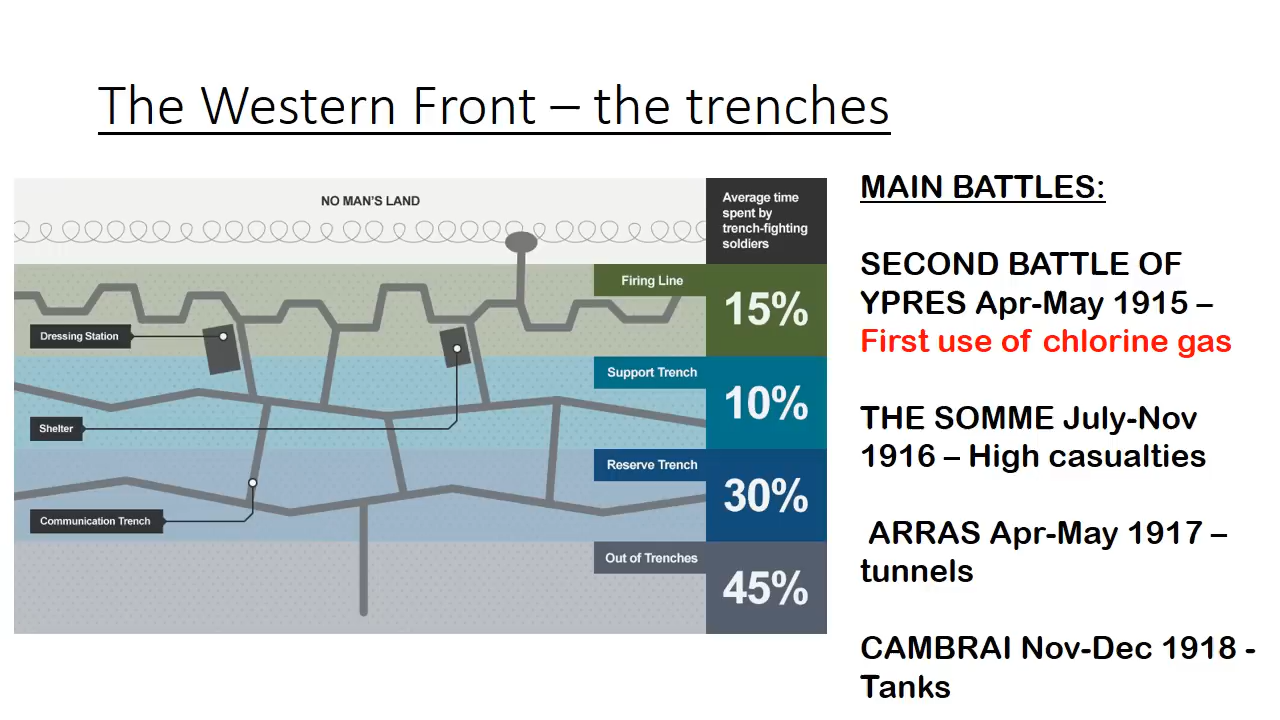 The Western Front – the trenches
NO MAN'S LAND
Average time
spent by
trench-fighting
soldiers
Firing Line
15%
Dressing Station
Support Trench
10%
Shelter
Reserve Trench
30%
Communication Trench
Out of Trenches
45%
MAIN BATTLES:
SECOND BATTLE OF
YPRES Apr-May 1915 –
First use of chlorine gas
THE SOMME July-Nov
1916 – High casualties
ARRAS Apr-May 1917 –
tunnels
CAMBRAI Nov-Dec 1918 -
Tanks